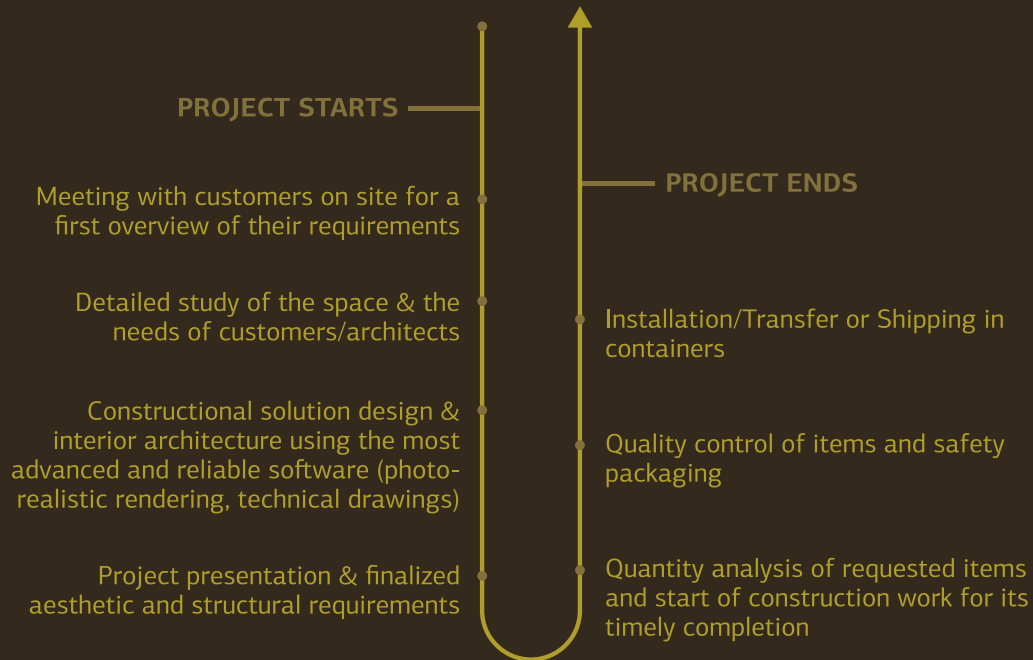 PROJECT STARTS
Meeting with customers on site for a
first overview of their requirements
Detailed study of the space & the
needs of customers/architects
Constructional solution design &
interior architecture using the most
advanced and reliable software (photo-
realistic rendering, technical drawings)
Project presentation & finalized
aesthetic and structural requirements
PROJECT ENDS
Installation/Transfer or Shipping in
containers
Quality control of items and safety
packaging
Quantity analysis of requested items
and start of construction work for its
timely completion